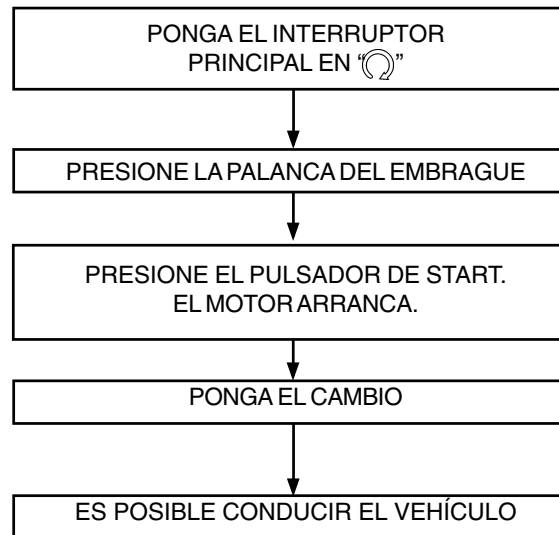 PONGA EL INTERRUPTOR
PRINCIPAL EN “”
PRESIONE LA PALANCA DEL EMBRAGUE
PRESIONE EL PULSADOR DE START.
EL MOTOR ARRANCA.
PONGA EL CAMBIO
ES POSIBLE CONDUCIR EL VEHÍCULO